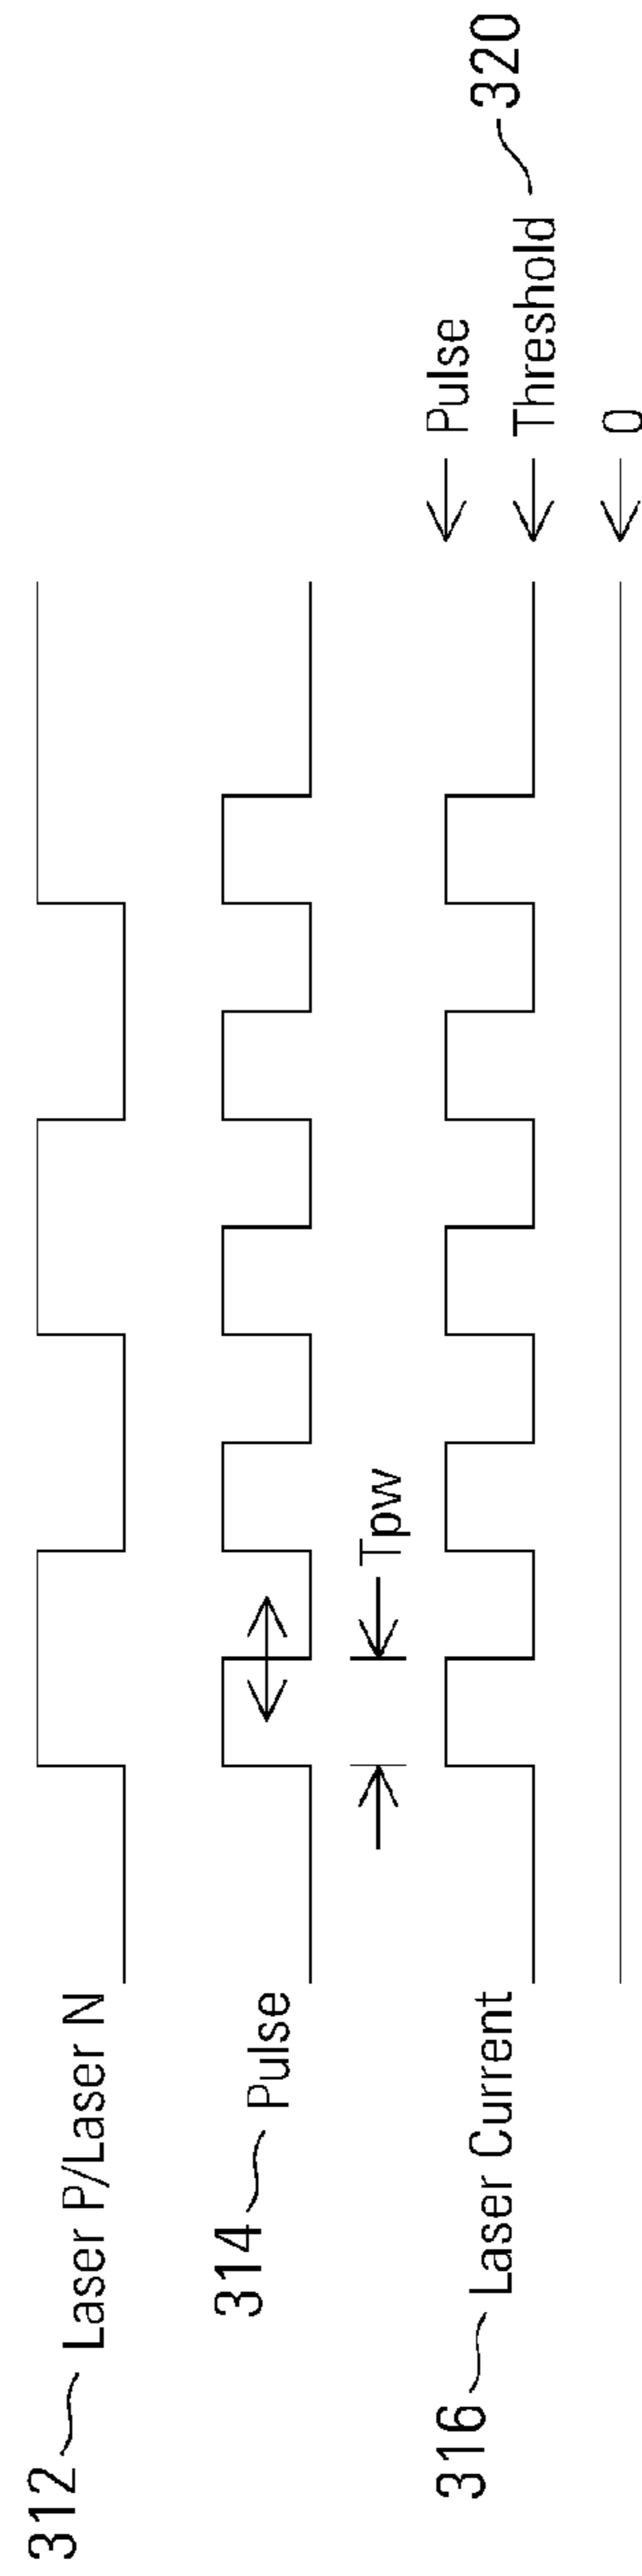 312 Laser P/Laser N
314 Pulse
Tpw
316 Laser Current
Pulse
Threshold 320
0